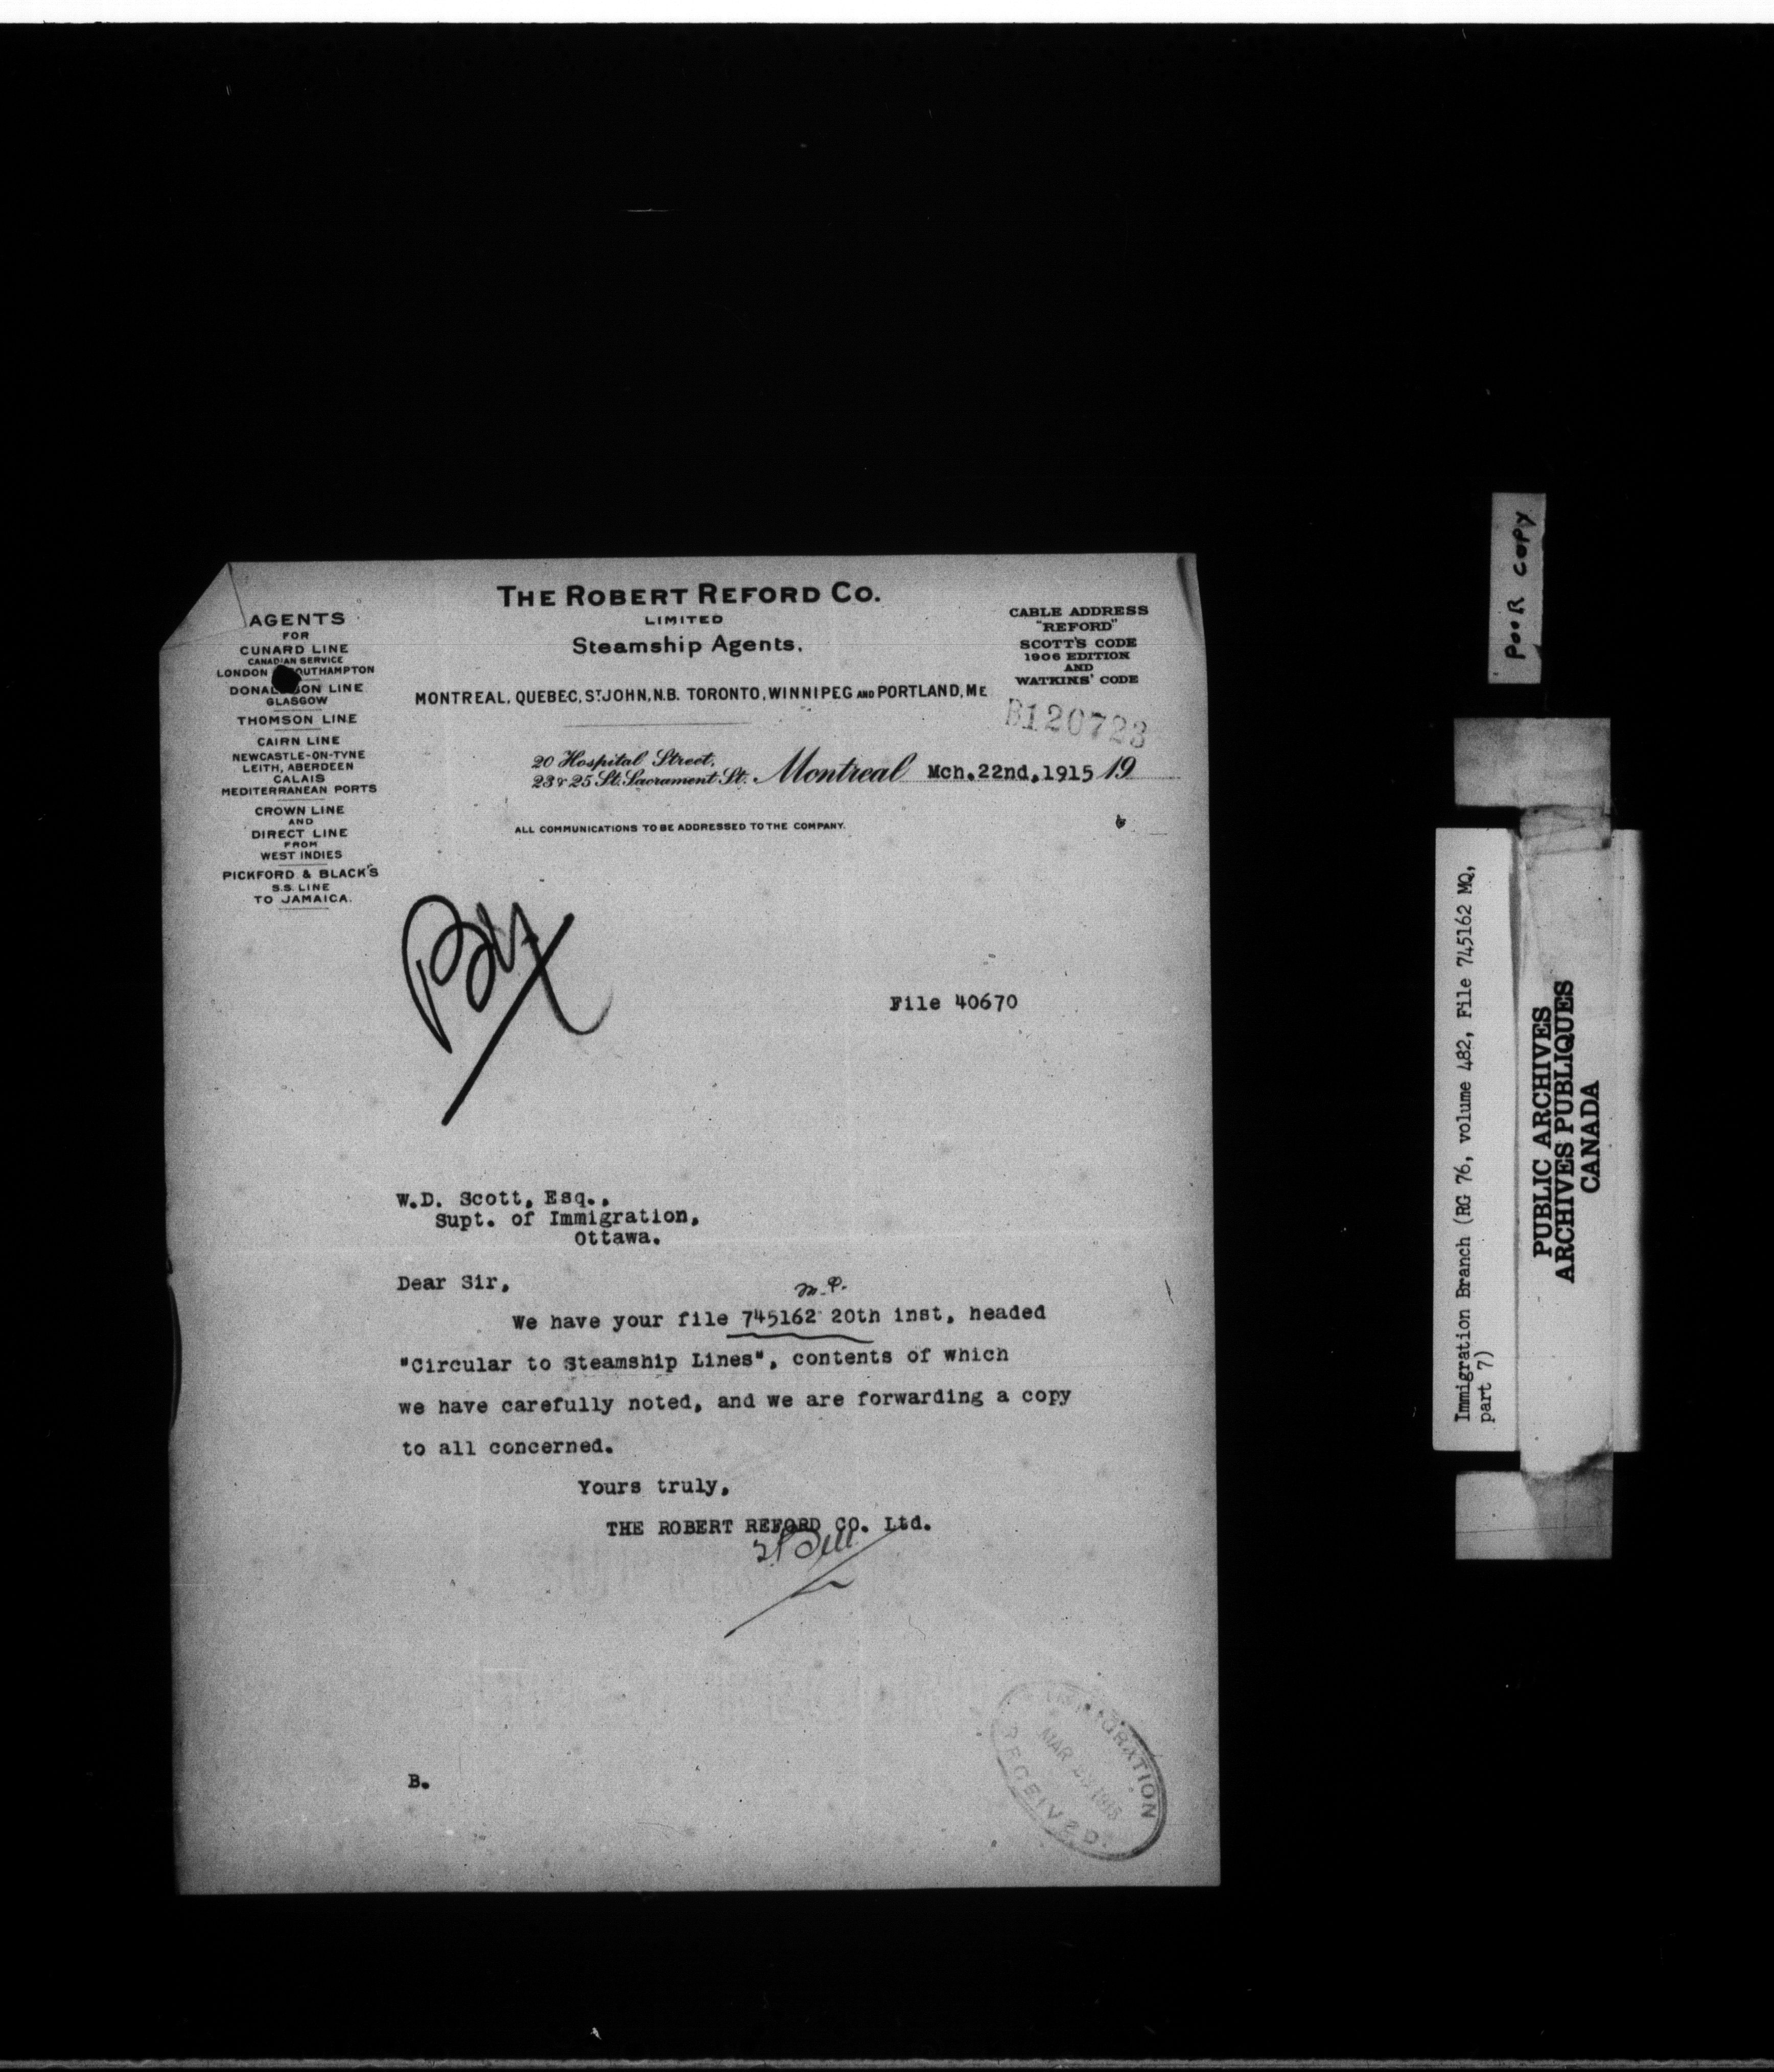 THE ROBERT REFORD CO.
LIMITED
Steamship Agents.
MONTREAL, QUEBEC, ST. JOHN, N.B. TORONTO, WINNIPEG AND PORTLAND, ME
AGENTS
FOR
CUNARD LINE
CANADIAN SERVICE
LONDON SOUTHAMPTON
DONALDSON LINE
GLASGOW
THOMSON LINE
CAIRN LINE
NEWCASTLE-ON-TYNE
LEITH, ABERDEEN
CALAIS
MEDITERRANEAN PORTS
CROWN LINE
AND
DIRECT LINE
FROM
WEST INDIES
PICKFORD & BLACK'S
S.S. LINE
TO JAMAICA.
CABLE ADDRESS
"REFORD"
SCOTT'S CODE
1906 EDITION
AND
WATKINS' CODE
B120723
20 Hospital Street,
23 & 25 St. Sacrament St. Montreal Mch.22nd,1915 19
ALL COMMUNICATIONS TO BE ADDRESSED TO THE COMPANY.
File 40670
W.D. Scott, Esq.,
Supt. of Immigration,
Ottawa.
Dear Sir,
M.P.
We have your file 745162 20th inst, headed
"Circular to Steamship Lines", contents of which
we have carefully noted, and we are forwarding a copy
to all concerned.
Yours truly,
THE ROBERT REFORD CO. Ltd.
B.
IMMIGRATION
MAR 1915
RECEIVED.
POOR COPY
Immigration Branch (RG 76, volume 482, File 745162 MQ,
part 7)
PUBLIC ARCHIVES
ARCHIVES PUBLIQUES
CANADA